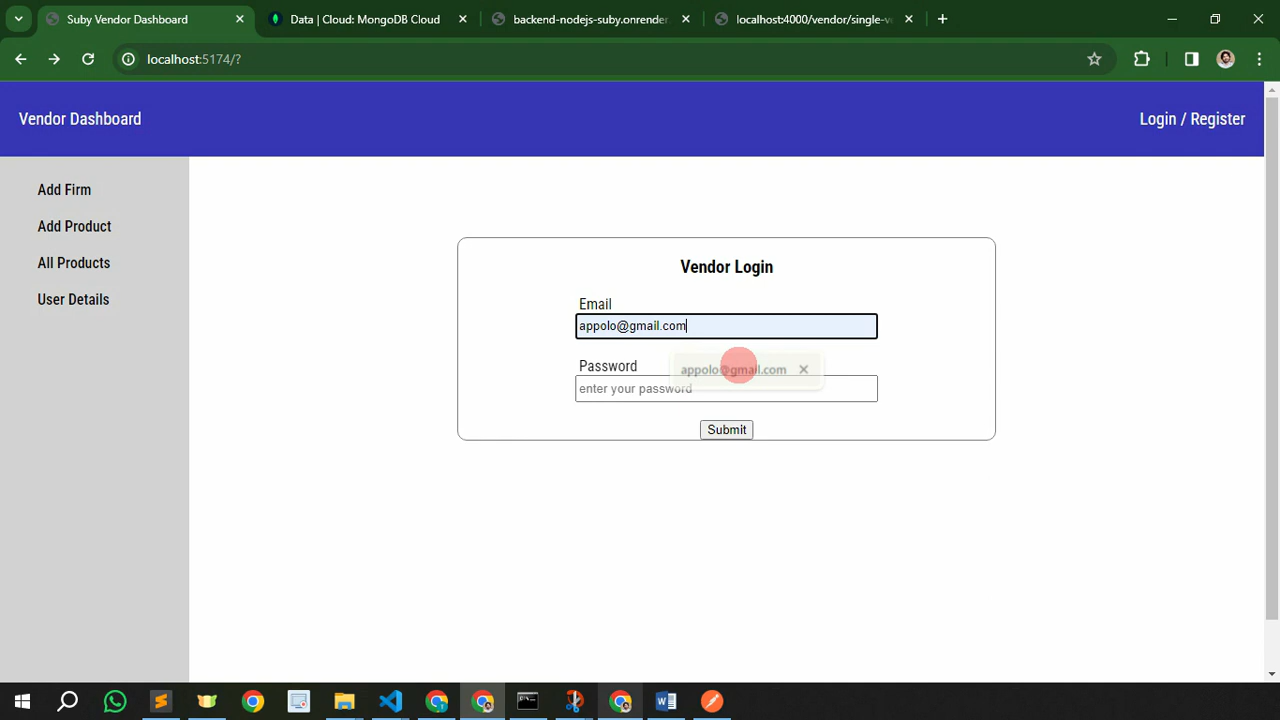 Suby Vendor Dashboard
Data | Cloud: MongoDB Cloud
backend-nodejs-suby.onrender
localhost:4000/vendor/single-v
localhost:5174/?
Vendor Dashboard
Login / Register
Add Firm
Add Product
All Products
User Details
Vendor Login
Email
appolo@gmail.com
Password
appolo@gmail.com
enter your password
Submit